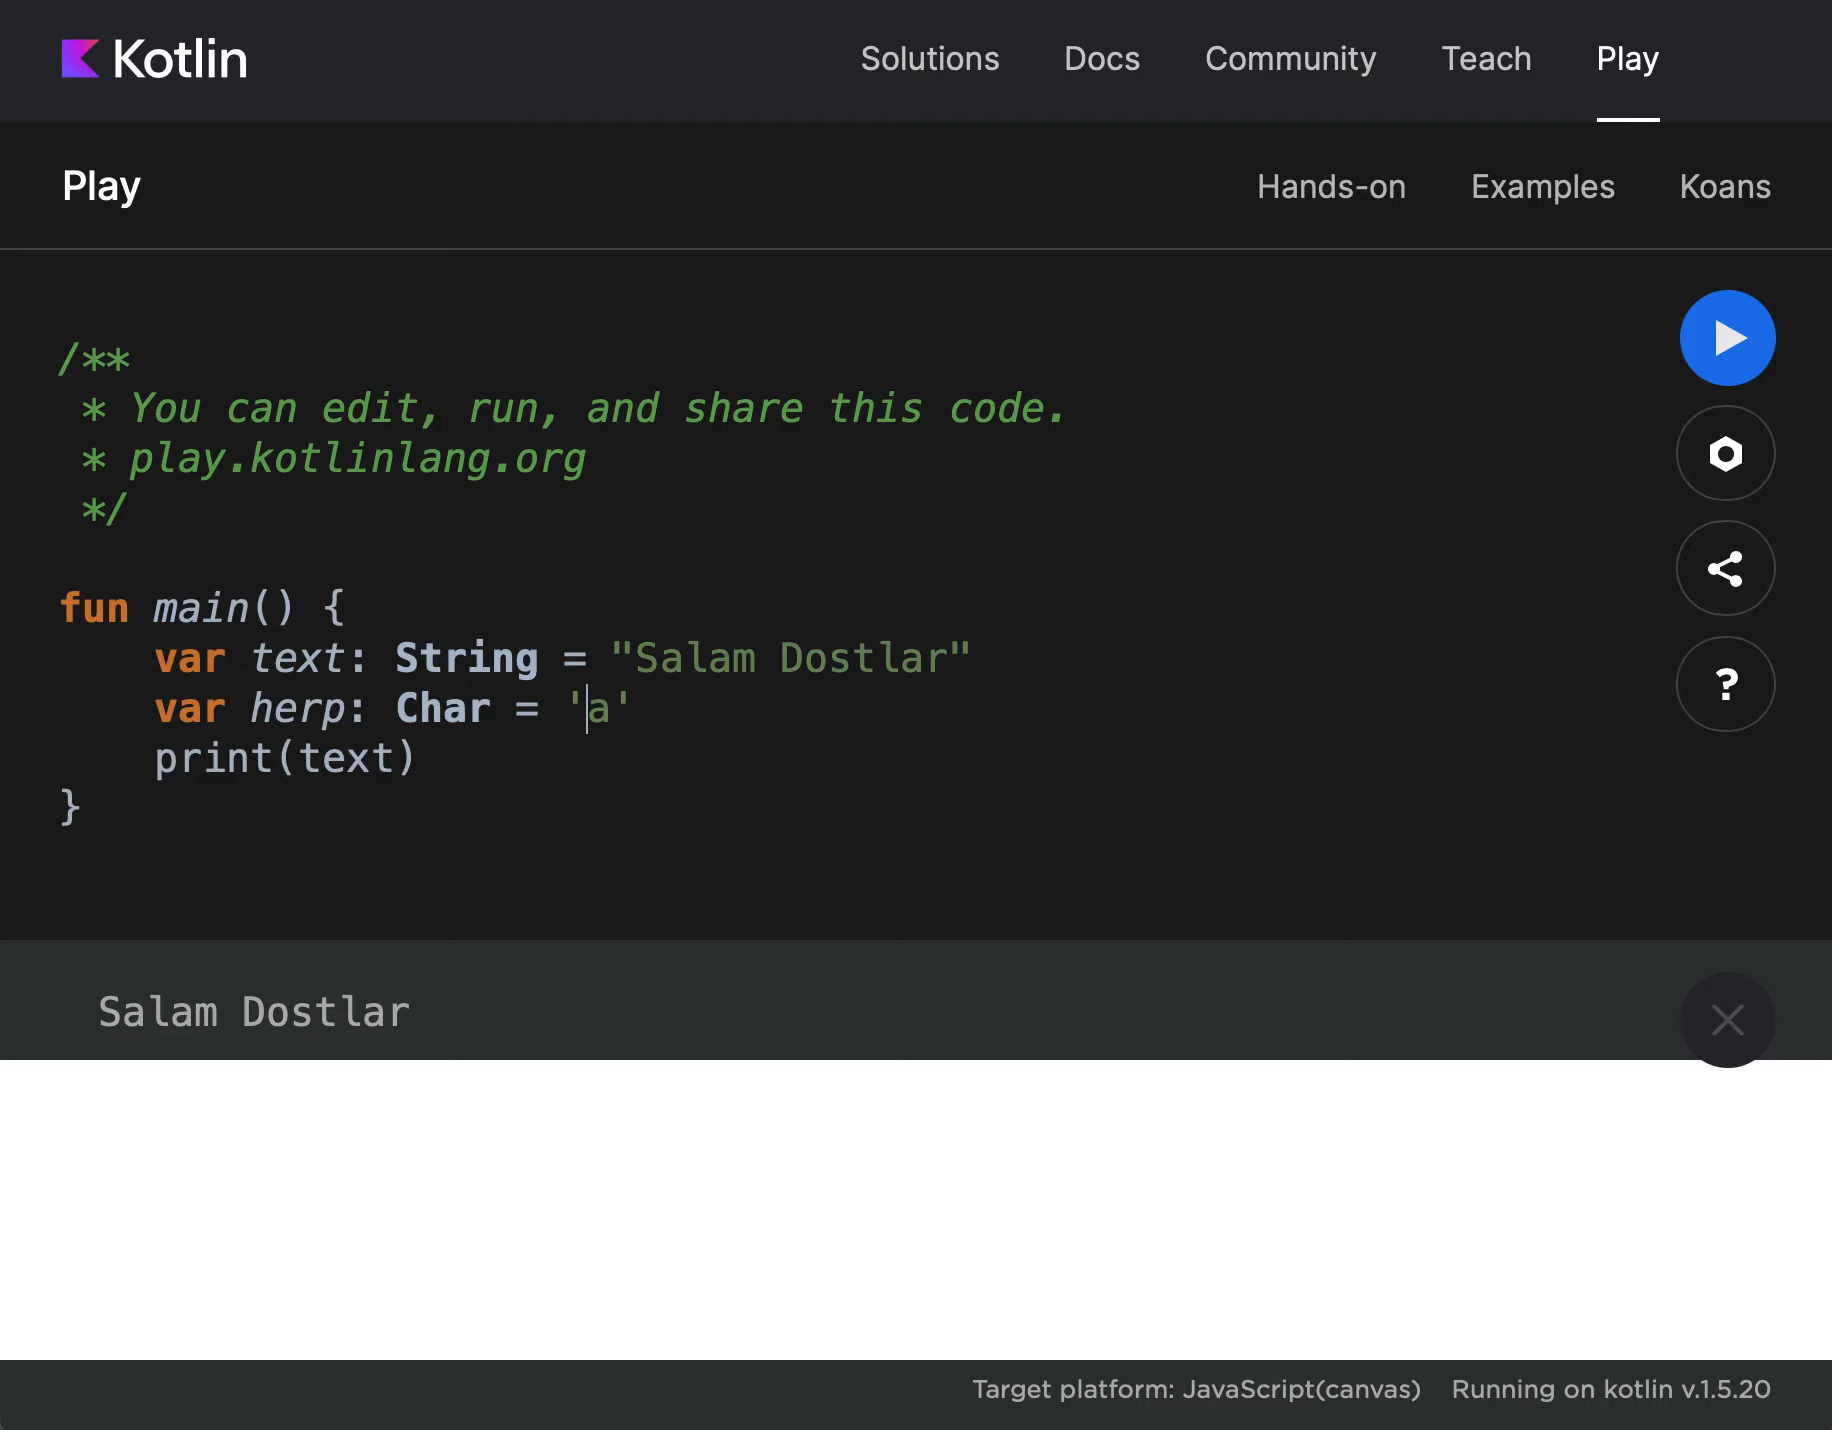 Kotlin
Solutions Docs Community Teach Play
Play
Hands-on Examples Koans
/**
 * You can edit, run, and share this code.
 * play.kotlinlang.org
 */
fun main() {
    var text: String = "Salam Dostlar"
    var herp: Char = 'a'
    print(text)
}
?
Salam Dostlar
Target platform: JavaScript(canvas) Running on kotlin v.1.5.20